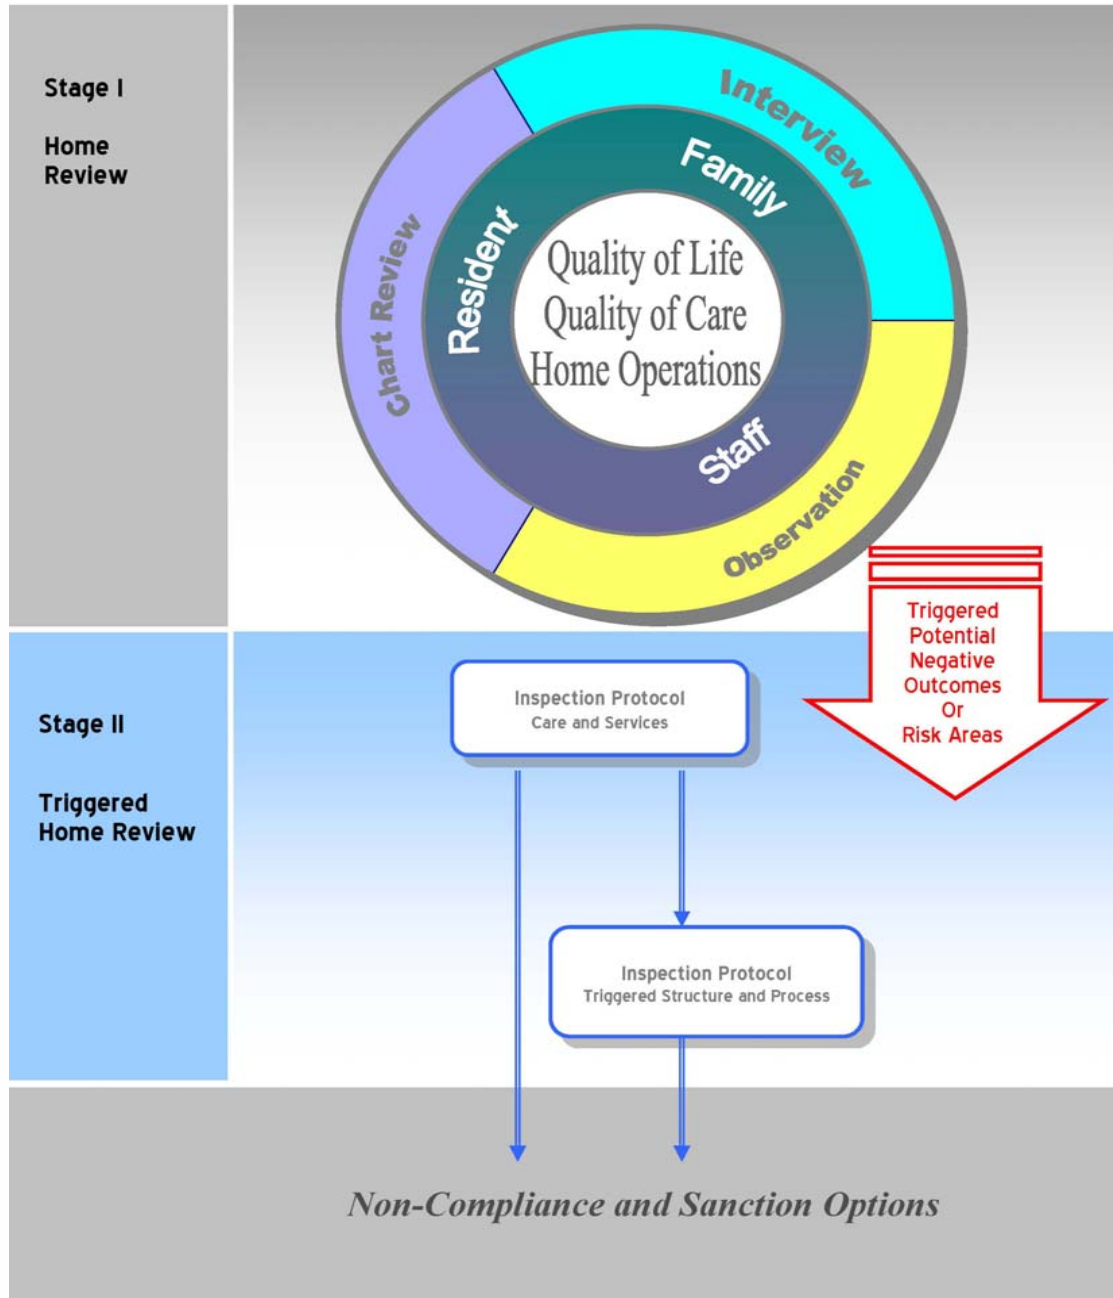 Stage I
Home
Review
Interview
Family
Chart Review
Resident
Quality of Life
Quality of Care
Home Operations
Staff
Observation
Triggered
Potential
Negative
Outcomes
Or
Risk Areas
Stage II
Triggered
Home Review
Inspection Protocol
Care and Services
Inspection Protocol
Triggered Structure and Process
Non-Compliance and Sanction Options